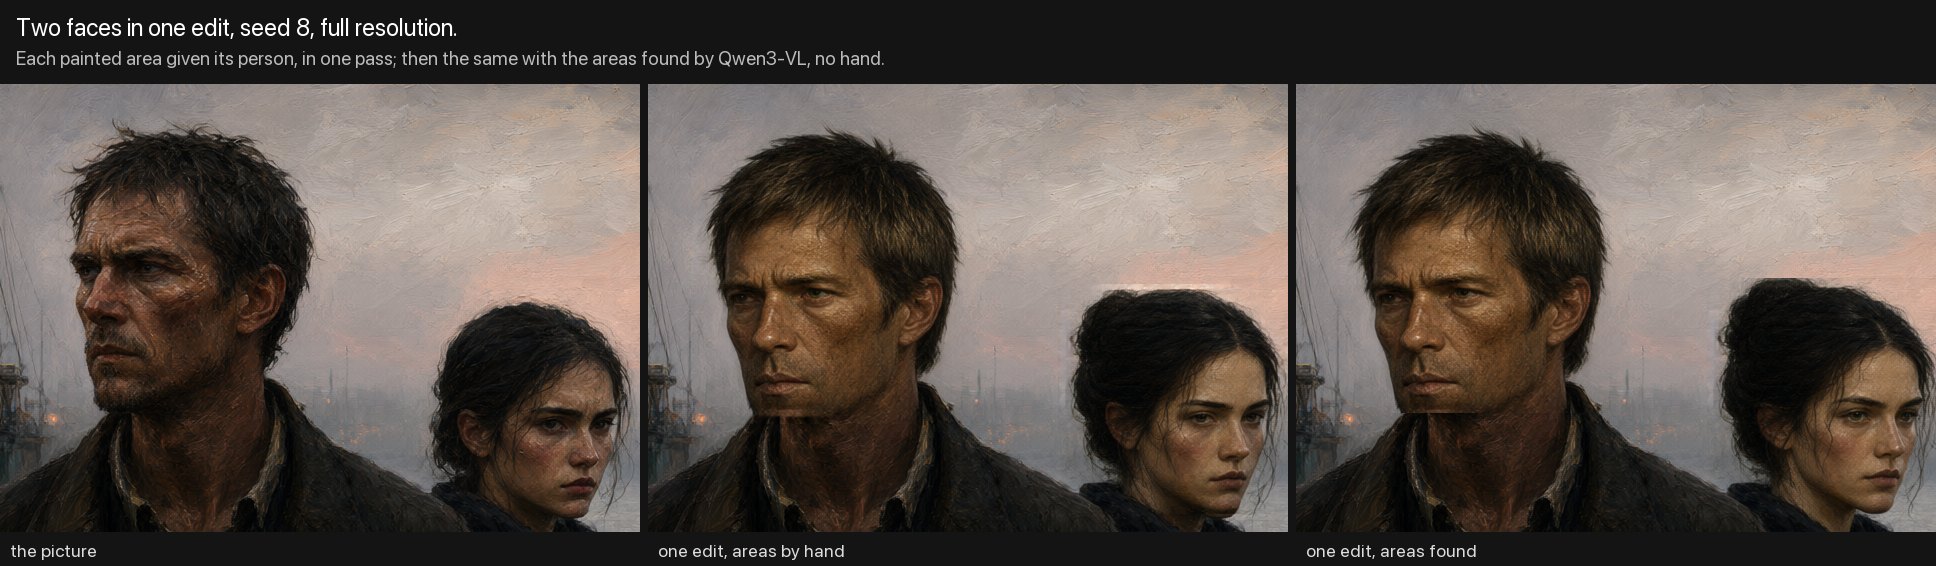 Two faces in one edit, seed 8, full resolution.
Each painted area given its person, in one pass; then the same with the areas found by Qwen3-VL, no hand.
the picture
one edit, areas by hand
one edit, areas found